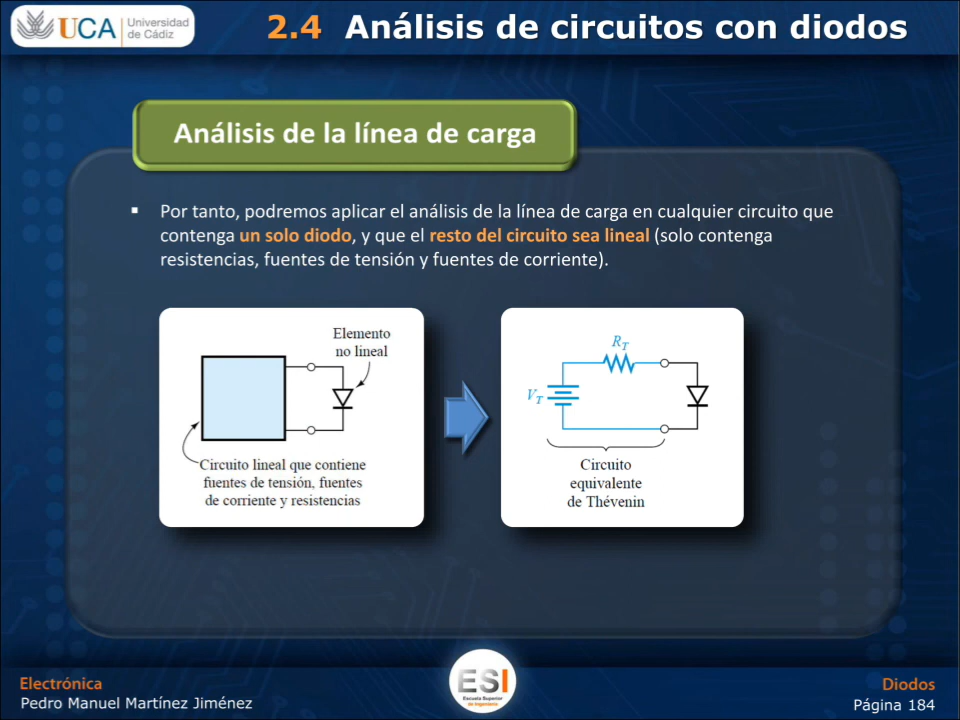 UCA Universidad
de Cádiz
2.4 Análisis de circuitos con diodos
Análisis de la línea de carga
▪ Por tanto, podremos aplicar el análisis de la línea de carga en cualquier circuito que
contenga un solo diodo, y que el resto del circuito sea lineal (solo contenga
resistencias, fuentes de tensión y fuentes de corriente).
Elemento
no lineal
Circuito lineal que contiene
fuentes de tensión, fuentes
de corriente y resistencias
R_T
V_T
Circuito
equivalente
de Thévenin
Electrónica
Pedro Manuel Martínez Jiménez
ESI
Escuela Superior
de Ingeniería
Diodos
Página 184